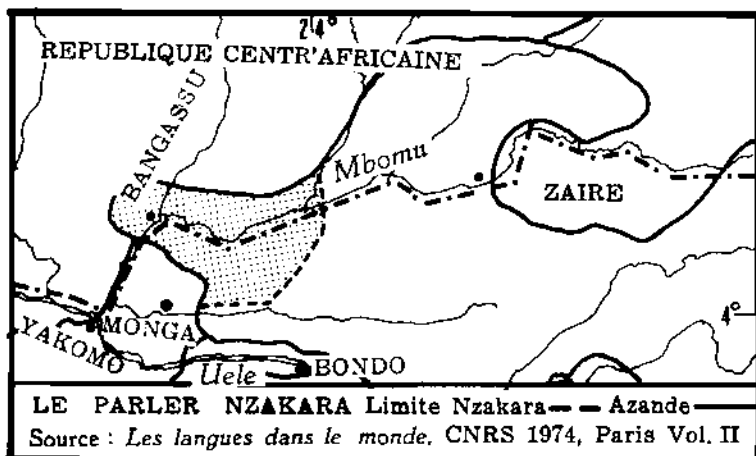 24°
REPUBLIQUE CENTR'AFRICAINE
BANGASSU
Mbomu
ZAIRE
4°
MONGA
YAKOMO
BONDO
Uele
LE PARLER NZAKARA Limite Nzakara Azande
Source : Les langues dans le monde. CNRS 1974, Paris Vol. II